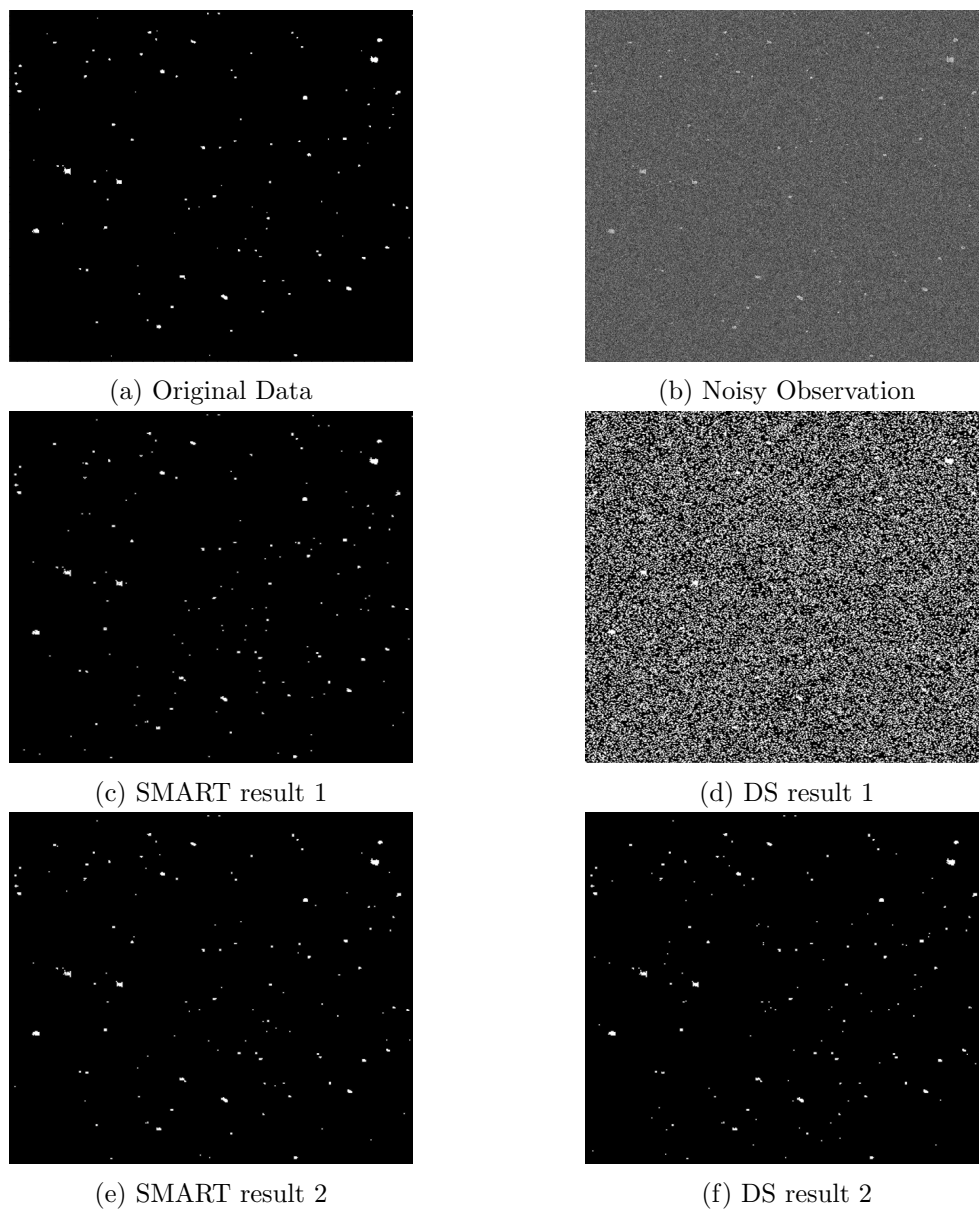 (a) Original Data
(b) Noisy Observation
(c) SMART result 1
(d) DS result 1
(e) SMART result 2
(f) DS result 2